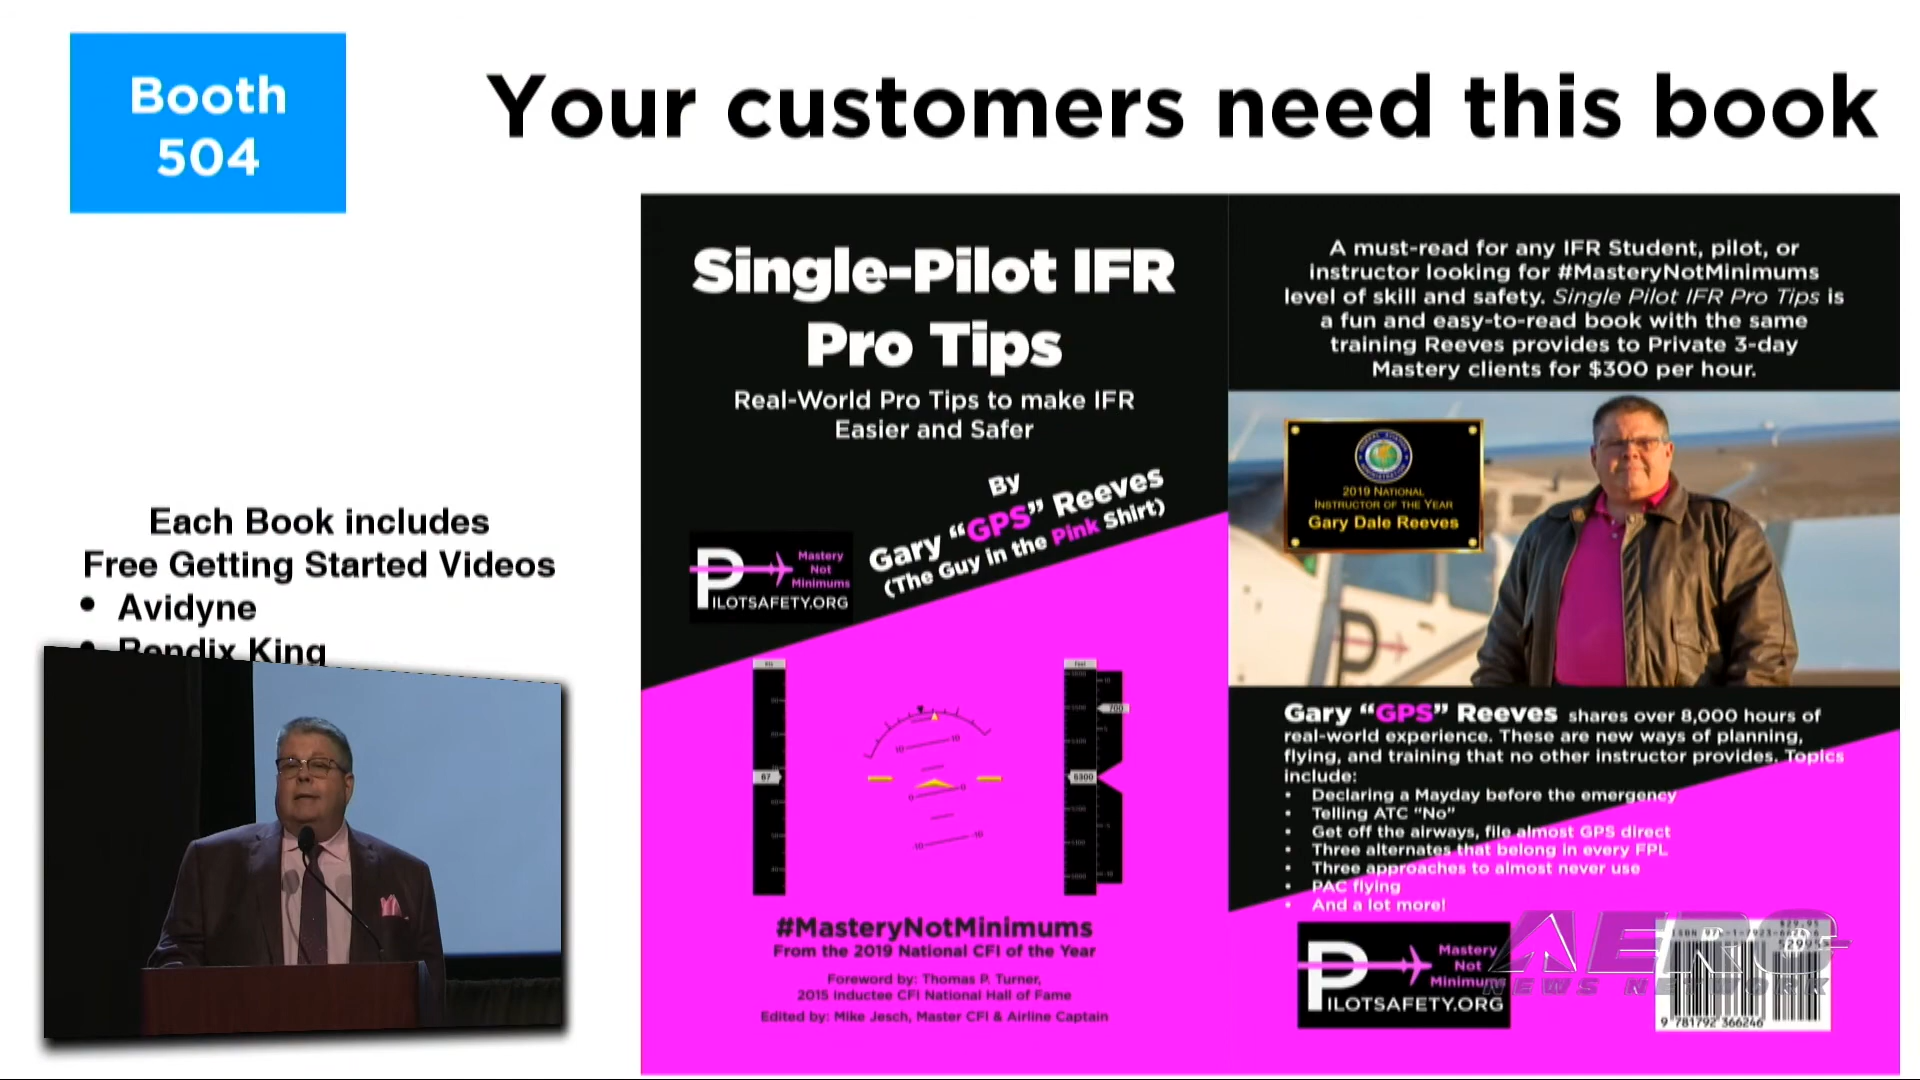 Booth
504
Your customers need this book
Each Book includes
Free Getting Started Videos
• Avidyne
• Bendix King
Single-Pilot IFR
Pro Tips
Real-World Pro Tips to make IFR
Easier and Safer
By
Gary “GPS” Reeves
(The Guy in the Pink Shirt)
Mastery
Not
Minimums
PILOTSAFETY.ORG
10 10
0 0
-10 -10
67
700
6300
#MasteryNotMinimums
From the 2019 National CFI of the Year
Foreword by: Thomas P. Turner,
2015 Inductee CFI National Hall of Fame
Edited by: Mike Jesch, Master CFI & Airline Captain
A must-read for any IFR Student, pilot, or
instructor looking for #MasteryNotMinimums
level of skill and safety. Single Pilot IFR Pro Tips is
a fun and easy-to-read book with the same
training Reeves provides to Private 3-day
Mastery clients for $300 per hour.
2019 National
Instructor of the Year
Gary Dale Reeves
P
Gary “GPS” Reeves shares over 8,000 hours of
real-world experience. These are new ways of planning,
flying, and training that no other instructor provides. Topics
include:
• Declaring a Mayday before the emergency
• Telling ATC “No”
• Get off the airways, file almost GPS direct
• Three alternates that belong in every FPL
• Three approaches to almost never use
• PAC flying
• And a lot more!
Mastery
Not
Minimums
PILOTSAFETY.ORG
AERO
NEWS NETWORK
$29.95
52995
9 781792 366246